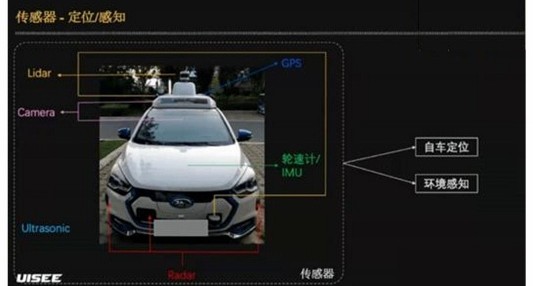 传感器 - 定位/感知
Lidar
GPS
Camera
轮速计/
IMU
自车定位
环境感知
Ultrasonic
Radar
传感器
UISEE